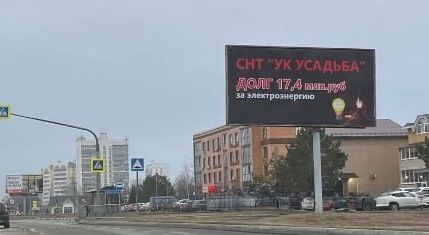 СНТ "УК УСАДЬБА"
ДОЛГ 17,4 млн.руб
за электроэнергию